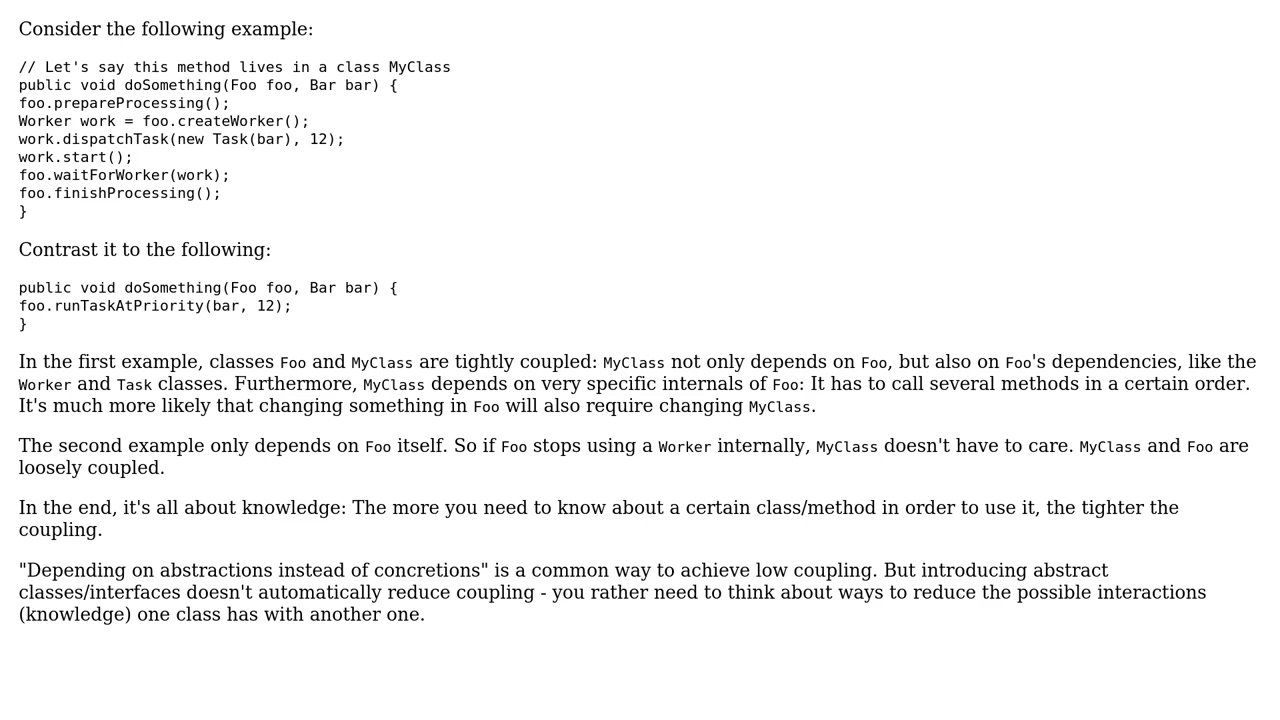 Consider the following example:
// Let's say this method lives in a class MyClass
public void doSomething(Foo foo, Bar bar) {
foo.prepareProcessing();
Worker work = foo.createWorker();
work.dispatchTask(new Task(bar), 12);
work.start();
foo.waitForWorker(work);
foo.finishProcessing();
}
Contrast it to the following:
public void doSomething(Foo foo, Bar bar) {
foo.runTaskAtPriority(bar, 12);
}
In the first example, classes Foo and MyClass are tightly coupled: MyClass not only depends on Foo, but also on Foo's dependencies, like the
Worker and Task classes. Furthermore, MyClass depends on very specific internals of Foo: It has to call several methods in a certain order.
It's much more likely that changing something in Foo will also require changing MyClass.
The second example only depends on Foo itself. So if Foo stops using a Worker internally, MyClass doesn't have to care. MyClass and Foo are
loosely coupled.
In the end, it's all about knowledge: The more you need to know about a certain class/method in order to use it, the tighter the
coupling.
"Depending on abstractions instead of concretions" is a common way to achieve low coupling. But introducing abstract
classes/interfaces doesn't automatically reduce coupling - you rather need to think about ways to reduce the possible interactions
(knowledge) one class has with another one.